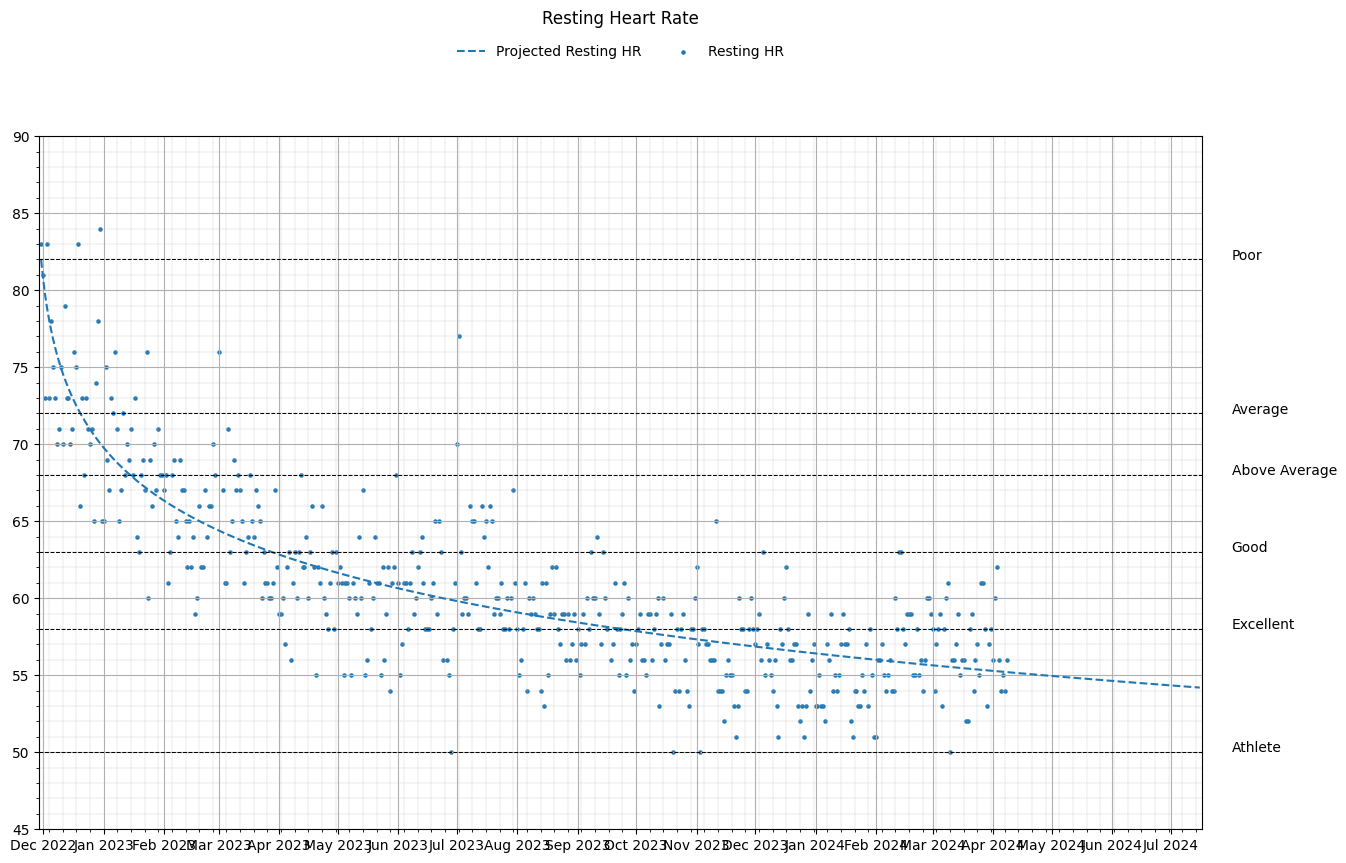 Resting Heart Rate
Projected Resting HR
Resting HR
90
85
80
75
70
65
60
55
50
45
Poor
Average
Above Average
Good
Excellent
Athlete
Dec 2022 Jan 2023 Feb 2023 Mar 2023 Apr 2023 May 2023 Jun 2023 Jul 2023 Aug 2023 Sep 2023 Oct 2023 Nov 2023 Dec 2023 Jan 2024 Feb 2024 Mar 2024 Apr 2024 May 2024 Jun 2024 Jul 2024